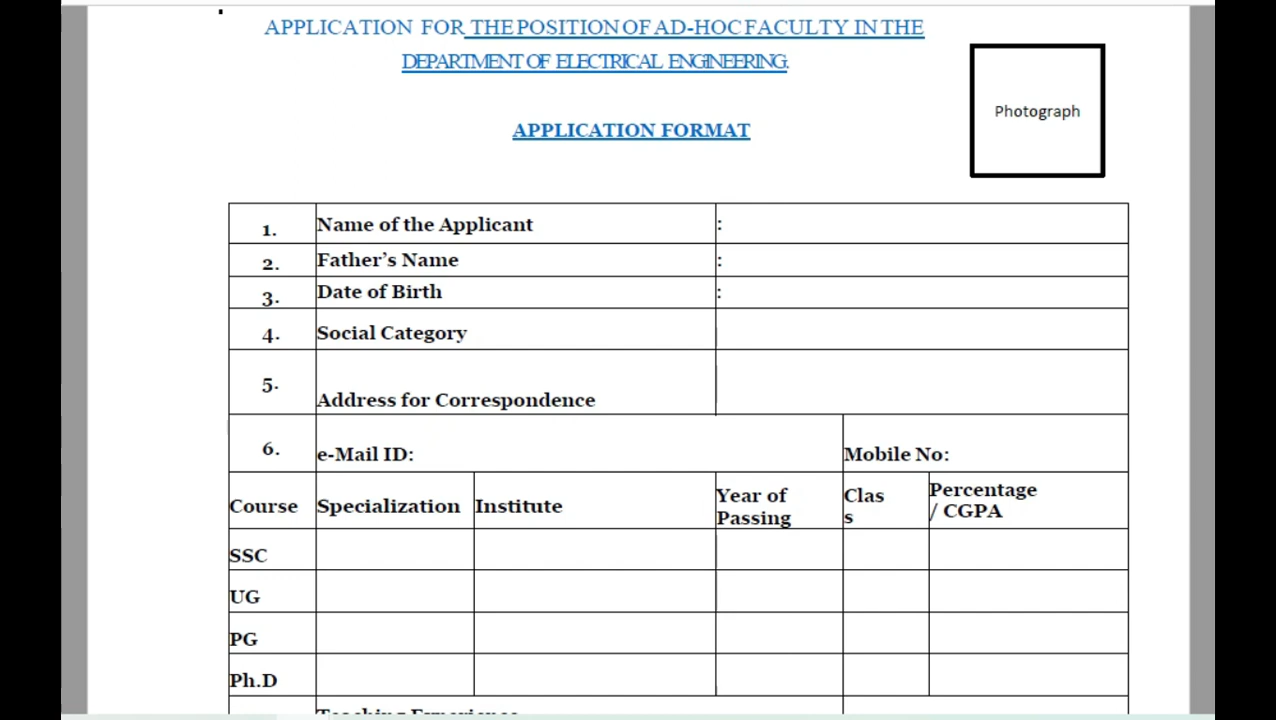 APPLICATION FOR THE POSITION OF AD-HOC FACULTY IN THE
DEPARTMENT OF ELECTRICAL ENGINEERING.
Photograph
APPLICATION FORMAT
1. Name of the Applicant :
2. Father's Name :
3. Date of Birth :
4. Social Category
5. Address for Correspondence
6. e-Mail ID: Mobile No:
Course Specialization Institute Year of Passing Clas s Percentage / CGPA
SSC
UG
PG
Ph.D
Teaching Experience